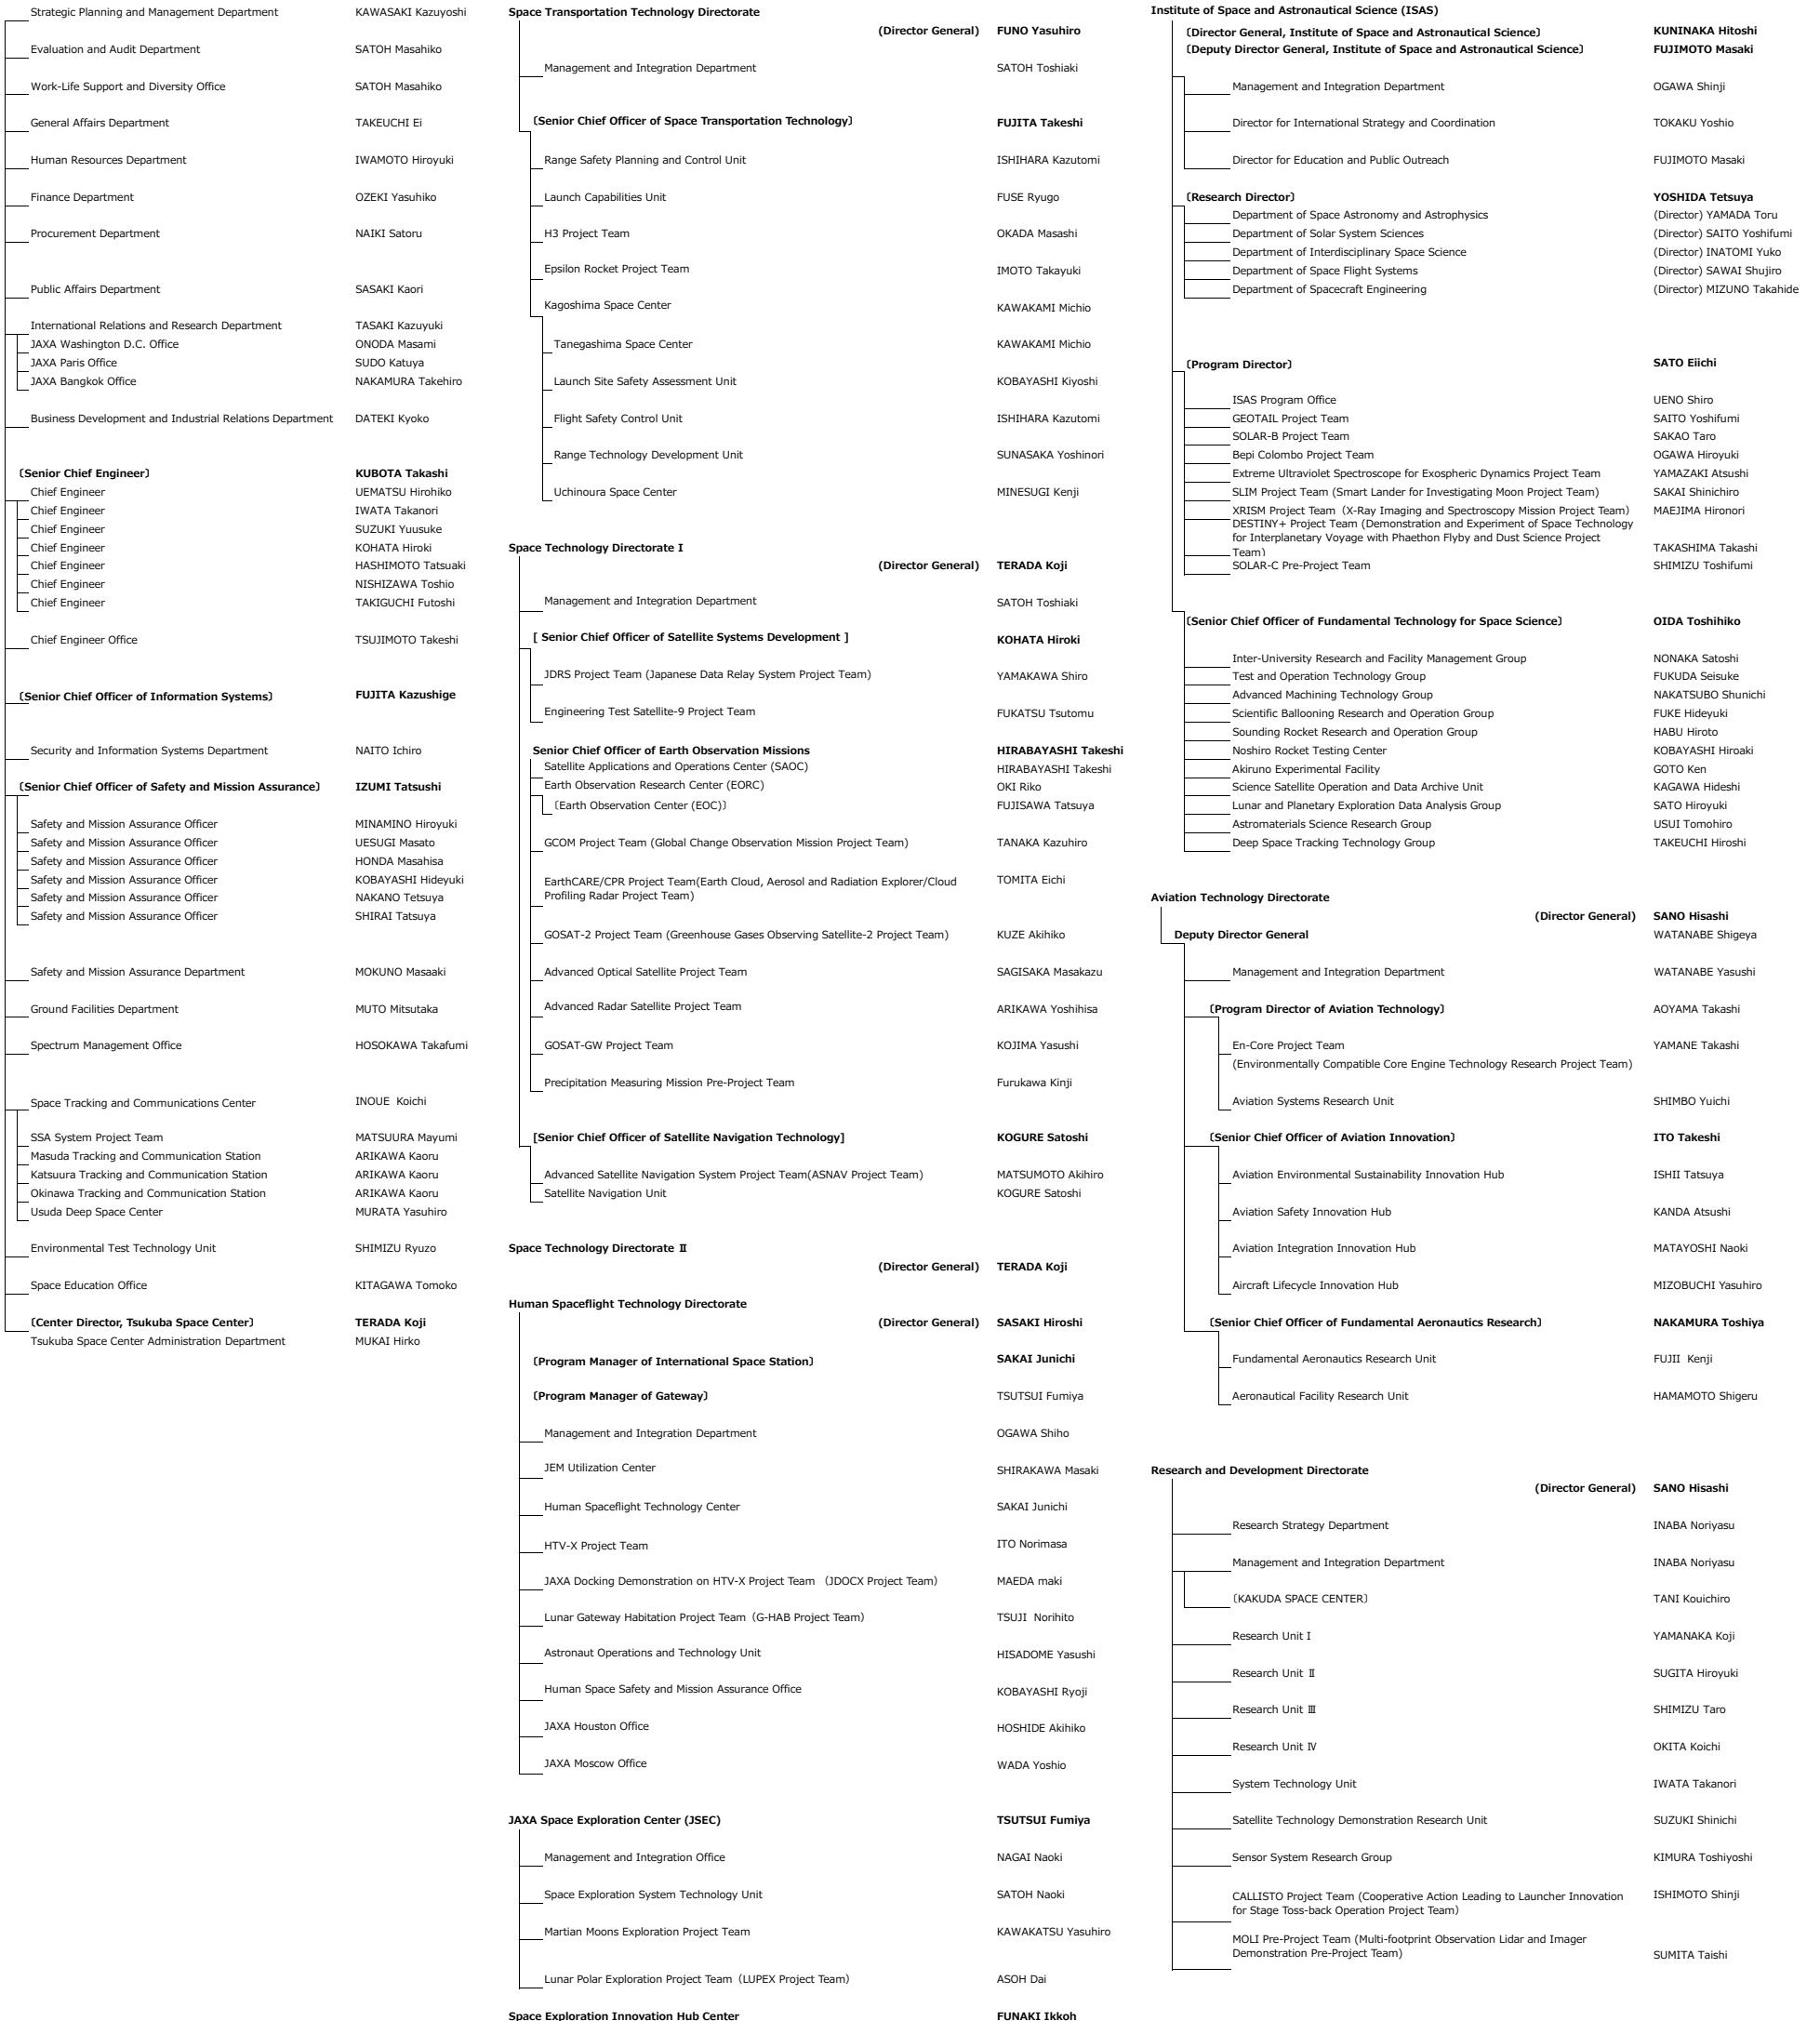 Strategic Planning and Management Department KAWASAKI Kazuyoshi
Evaluation and Audit Department SATOH Masahiko
Work-Life Support and Diversity Office SATOH Masahiko
General Affairs Department TAKEUCHI Ei
Human Resources Department IWAMOTO Hiroyuki
Finance Department OZEKI Yasuhiko
Procurement Department NAIKI Satoru
Public Affairs Department SASAKI Kaori
International Relations and Research Department TASAKI Kazuyuki
JAXA Washington D.C. Office ONODA Masami
JAXA Paris Office SUDO Katuya
JAXA Bangkok Office NAKAMURA Takehiro
Business Development and Industrial Relations Department DATEKI Kyoko
〔Senior Chief Engineer〕 KUBOTA Takashi
Chief Engineer UEMATSU Hirohiko
Chief Engineer IWATA Takanori
Chief Engineer SUZUKI Yuusuke
Chief Engineer KOHATA Hiroki
Chief Engineer HASHIMOTO Tatsuaki
Chief Engineer NISHIZAWA Toshio
Chief Engineer TAKIGUCHI Futoshi
Chief Engineer Office TSUJIMOTO Takeshi
〔Senior Chief Officer of Information Systems〕 FUJITA Kazushige
Security and Information Systems Department NAITO Ichiro
〔Senior Chief Officer of Safety and Mission Assurance〕 IZUMI Tatsushi
Safety and Mission Assurance Officer MINAMINO Hiroyuki
Safety and Mission Assurance Officer UESUGI Masato
Safety and Mission Assurance Officer HONDA Masahisa
Safety and Mission Assurance Officer KOBAYASHI Hideyuki
Safety and Mission Assurance Officer NAKANO Tetsuya
Safety and Mission Assurance Officer SHIRAI Tatsuya
Safety and Mission Assurance Department MOKUNO Masaaki
Ground Facilities Department MUTO Mitsutaka
Spectrum Management Office HOSOKAWA Takafumi
Space Tracking and Communications Center INOUE Koichi
SSA System Project Team MATSUURA Mayumi
Masuda Tracking and Communication Station ARIKAWA Kaoru
Katsuura Tracking and Communication Station ARIKAWA Kaoru
Okinawa Tracking and Communication Station ARIKAWA Kaoru
Usuda Deep Space Center MURATA Yasuhiro
Environmental Test Technology Unit SHIMIZU Ryuzo
Space Education Office KITAGAWA Tomoko
〔Center Director, Tsukuba Space Center〕 TERADA Koji
Tsukuba Space Center Administration Department MUKAI Hirko
Space Transportation Technology Directorate
(Director General) FUNO Yasuhiro
Management and Integration Department SATOH Toshiaki
〔Senior Chief Officer of Space Transportation Technology〕 FUJITA Takeshi
Range Safety Planning and Control Unit ISHIHARA Kazutomi
Launch Capabilities Unit FUSE Ryugo
H3 Project Team OKADA Masashi
Epsilon Rocket Project Team IMOTO Takayuki
Kagoshima Space Center KAWAKAMI Michio
Tanegashima Space Center KAWAKAMI Michio
Launch Site Safety Assessment Unit KOBAYASHI Kiyoshi
Flight Safety Control Unit ISHIHARA Kazutomi
Range Technology Development Unit SUNASAKA Yoshinori
Uchinoura Space Center MINESUGI Kenji
Space Technology Directorate I
(Director General) TERADA Koji
Management and Integration Department SATOH Toshiaki
[ Senior Chief Officer of Satellite Systems Development ] KOHATA Hiroki
JDRS Project Team (Japanese Data Relay System Project Team) YAMAKAWA Shiro
Engineering Test Satellite-9 Project Team FUKATSU Tsutomu
Senior Chief Officer of Earth Observation Missions HIRABAYASHI Takeshi
Satellite Applications and Operations Center (SAOC) HIRABAYASHI Takeshi
Earth Observation Research Center (EORC) OKI Riko
〔Earth Observation Center (EOC)〕 FUJISAWA Tatsuya
GCOM Project Team (Global Change Observation Mission Project Team) TANAKA Kazuhiro
EarthCARE/CPR Project Team(Earth Cloud, Aerosol and Radiation Explorer/Cloud TOMITA Eichi
Profiling Radar Project Team)
GOSAT-2 Project Team (Greenhouse Gases Observing Satellite-2 Project Team) KUZE Akihiko
Advanced Optical Satellite Project Team SAGISAKA Masakazu
Advanced Radar Satellite Project Team ARIKAWA Yoshihisa
GOSAT-GW Project Team KOJIMA Yasushi
Precipitation Measuring Mission Pre-Project Team Furukawa Kinji
[Senior Chief Officer of Satellite Navigation Technology] KOGURE Satoshi
Advanced Satellite Navigation System Project Team(ASNAV Project Team) MATSUMOTO Akihiro
Satellite Navigation Unit KOGURE Satoshi
Space Technology Directorate Ⅱ
(Director General) TERADA Koji
Human Spaceflight Technology Directorate
(Director General) SASAKI Hiroshi
〔Program Manager of International Space Station〕 SAKAI Junichi
〔Program Manager of Gateway〕 TSUTSUI Fumiya
Management and Integration Department OGAWA Shiho
JEM Utilization Center SHIRAKAWA Masaki
Human Spaceflight Technology Center SAKAI Junichi
HTV-X Project Team ITO Norimasa
JAXA Docking Demonstration on HTV-X Project Team （JDOCX Project Team） MAEDA maki
Lunar Gateway Habitation Project Team（G-HAB Project Team） TSUJI Norihito
Astronaut Operations and Technology Unit HISADOME Yasushi
Human Space Safety and Mission Assurance Office KOBAYASHI Ryoji
JAXA Houston Office HOSHIDE Akihiko
JAXA Moscow Office WADA Yoshio
JAXA Space Exploration Center (JSEC) TSUTSUI Fumiya
Management and Integration Office NAGAI Naoki
Space Exploration System Technology Unit SATOH Naoki
Martian Moons Exploration Project Team KAWAKATSU Yasuhiro
Lunar Polar Exploration Project Team（LUPEX Project Team） ASOH Dai
Space Exploration Innovation Hub Center FUNAKI Ikkoh
Institute of Space and Astronautical Science (ISAS)
〔Director General, Institute of Space and Astronautical Science〕 KUNINAKA Hitoshi
〔Deputy Director General, Institute of Space and Astronautical Science〕 FUJIMOTO Masaki
Management and Integration Department OGAWA Shinji
Director for International Strategy and Coordination TOKAKU Yoshio
Director for Education and Public Outreach FUJIMOTO Masaki
〔Research Director〕 YOSHIDA Tetsuya
Department of Space Astronomy and Astrophysics (Director) YAMADA Toru
Department of Solar System Sciences (Director) SAITO Yoshifumi
Department of Interdisciplinary Space Science (Director) INATOMI Yuko
Department of Space Flight Systems (Director) SAWAI Shujiro
Department of Spacecraft Engineering (Director) MIZUNO Takahide
〔Program Director〕 SATO Eiichi
ISAS Program Office UENO Shiro
GEOTAIL Project Team SAITO Yoshifumi
SOLAR-B Project Team SAKAO Taro
Bepi Colombo Project Team OGAWA Hiroyuki
Extreme Ultraviolet Spectroscope for Exospheric Dynamics Project Team YAMAZAKI Atsushi
SLIM Project Team (Smart Lander for Investigating Moon Project Team) SAKAI Shinichiro
XRISM Project Team（X-Ray Imaging and Spectroscopy Mission Project Team） MAEJIMA Hironori
DESTINY+ Project Team (Demonstration and Experiment of Space Technology
for Interplanetary Voyage with Phaethon Flyby and Dust Science Project
Team） TAKASHIMA Takashi
SOLAR-C Pre-Project Team SHIMIZU Toshifumi
〔Senior Chief Officer of Fundamental Technology for Space Science〕 OIDA Toshihiko
Inter-University Research and Facility Management Group NONAKA Satoshi
Test and Operation Technology Group FUKUDA Seisuke
Advanced Machining Technology Group NAKATSUBO Shunichi
Scientific Ballooning Research and Operation Group FUKE Hideyuki
Sounding Rocket Research and Operation Group HABU Hiroto
Noshiro Rocket Testing Center KOBAYASHI Hiroaki
Akiruno Experimental Facility GOTO Ken
Science Satellite Operation and Data Archive Unit KAGAWA Hideshi
Lunar and Planetary Exploration Data Analysis Group SATO Hiroyuki
Astromaterials Science Research Group USUI Tomohiro
Deep Space Tracking Technology Group TAKEUCHI Hiroshi
Aviation Technology Directorate
(Director General) SANO Hisashi
Deputy Director General WATANABE Shigeya
Management and Integration Department WATANABE Yasushi
〔Program Director of Aviation Technology〕 AOYAMA Takashi
En-Core Project Team YAMANE Takashi
(Environmentally Compatible Core Engine Technology Research Project Team)
Aviation Systems Research Unit SHIMBO Yuichi
〔Senior Chief Officer of Aviation Innovation〕 ITO Takeshi
Aviation Environmental Sustainability Innovation Hub ISHII Tatsuya
Aviation Safety Innovation Hub KANDA Atsushi
Aviation Integration Innovation Hub MATAYOSHI Naoki
Aircraft Lifecycle Innovation Hub MIZOBUCHI Yasuhiro
〔Senior Chief Officer of Fundamental Aeronautics Research〕 NAKAMURA Toshiya
Fundamental Aeronautics Research Unit FUJII Kenji
Aeronautical Facility Research Unit HAMAMOTO Shigeru
Research and Development Directorate
(Director General) SANO Hisashi
Research Strategy Department INABA Noriyasu
Management and Integration Department INABA Noriyasu
〔KAKUDA SPACE CENTER〕 TANI Kouichiro
Research Unit I YAMANAKA Koji
Research Unit Ⅱ SUGITA Hiroyuki
Research Unit Ⅲ SHIMIZU Taro
Research Unit Ⅳ OKITA Koichi
System Technology Unit IWATA Takanori
Satellite Technology Demonstration Research Unit SUZUKI Shinichi
Sensor System Research Group KIMURA Toshiyoshi
CALLISTO Project Team (Cooperative Action Leading to Launcher Innovation ISHIMOTO Shinji
for Stage Toss-back Operation Project Team）
MOLI Pre-Project Team (Multi-footprint Observation Lidar and Imager
Demonstration Pre-Project Team) SUMITA Taishi